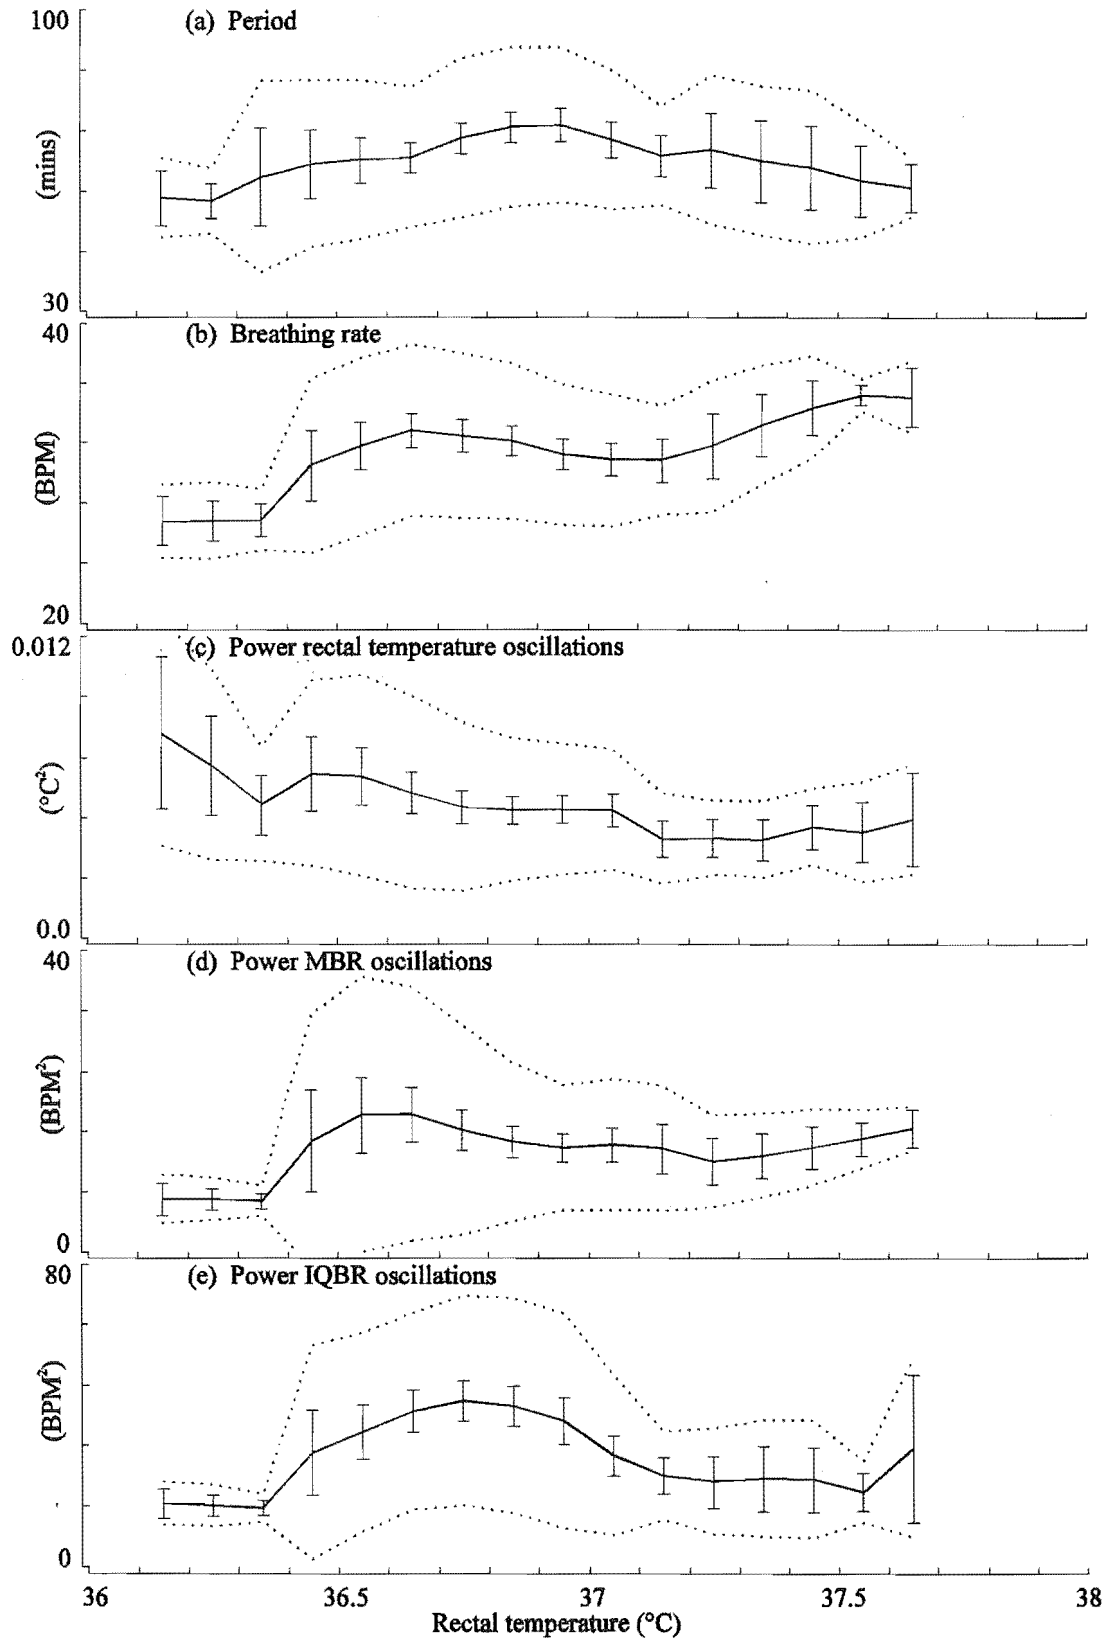 100
(a) Period
(mins)
30
40
(b) Breathing rate
(BPM)
20
0.012
(c) Power rectal temperature oscillations
(°C²)
0.0
40
(d) Power MBR oscillations
(BPM²)
0
80
(e) Power IQBR oscillations
(BPM²)
0
36 36.5 37 37.5 38
Rectal temperature (°C)